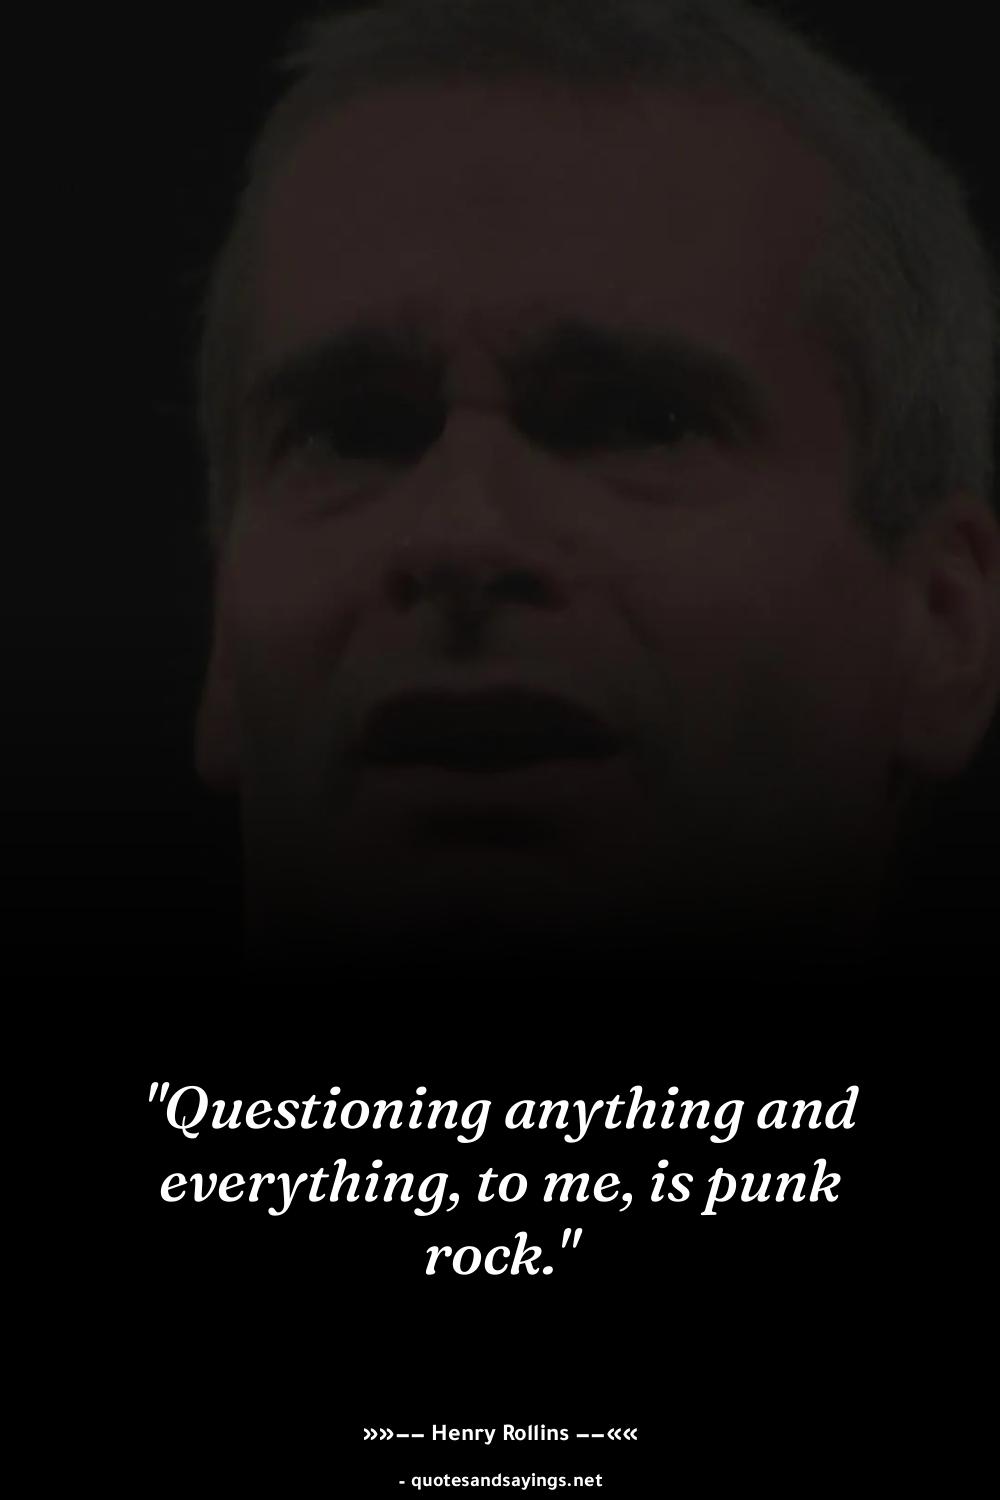 "Questioning anything and
everything, to me, is punk
rock."
»»−− Henry Rollins −−««
- quotesandsayings.net